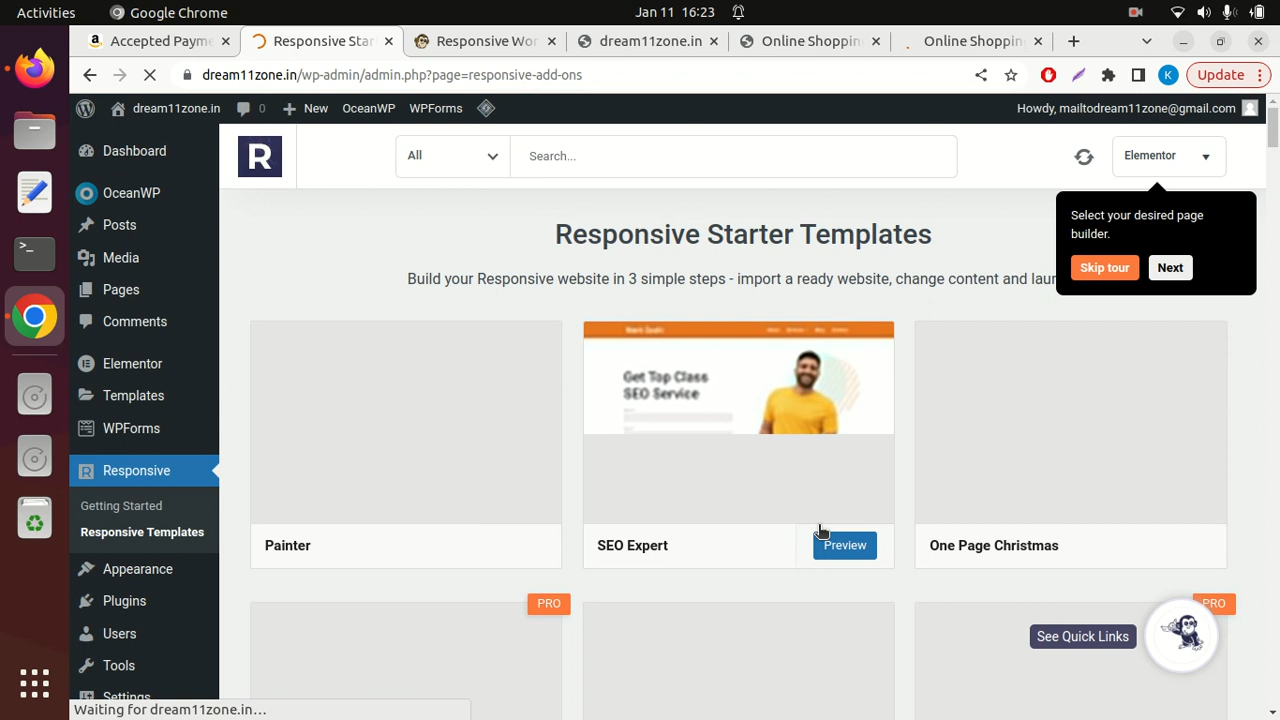 Activities
Google Chrome
Jan 11 16:23
Accepted Payme
Responsive Star
Responsive Wor
dream11zone.in
Online Shoppin
Online Shoppin
dream11zone.in/wp-admin/admin.php?page=responsive-add-ons
K
Update
dream11zone.in
0
New
OceanWP
WPForms
Howdy, mailtodream11zone@gmail.com
Dashboard
OceanWP
Posts
Media
Pages
Comments
Elementor
Templates
WPForms
Responsive
Getting Started
Responsive Templates
Appearance
Plugins
Users
Tools
Settings
R
All
Search...
Elementor
Select your desired page
builder.
Skip tour
Next
Responsive Starter Templates
Build your Responsive website in 3 simple steps - import a ready website, change content and laun
Get Top Class
SEO Service
Painter
SEO Expert
Preview
One Page Christmas
PRO
PRO
See Quick Links
Waiting for dream11zone.in...